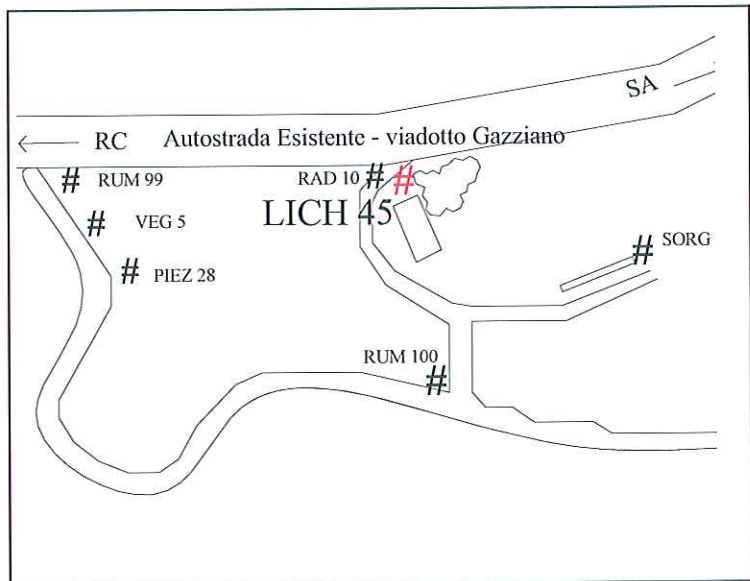 SA
RC
Autostrada Esistente - viadotto Gazziano
RUM 99
RAD 10 # #
#
LICH 45
# VEG 5
SORG
#
# PIEZ 28
RUM 100
#